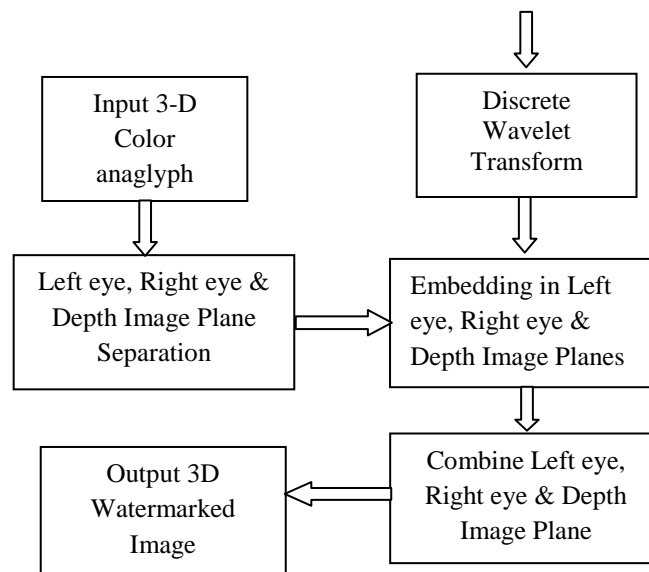 Input 3-D
Color
anaglyph
Discrete
Wavelet
Transform
Left eye, Right eye &
Depth Image Plane
Separation
Embedding in Left
eye, Right eye &
Depth Image Planes
Output 3D
Watermarked
Image
Combine Left eye,
Right eye & Depth
Image Plane